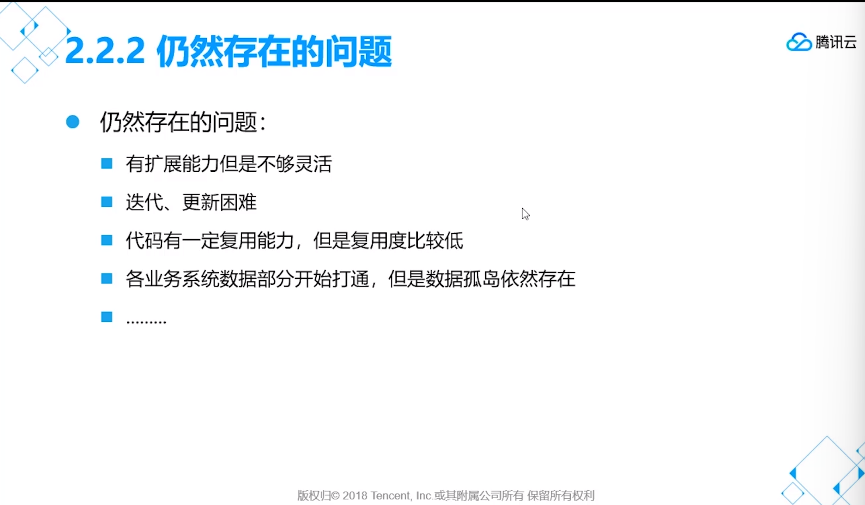 2.2.2 仍然存在的问题
腾讯云
仍然存在的问题：
有扩展能力但是不够灵活
迭代、更新困难
代码有一定复用能力，但是复用度比较低
各业务系统数据部分开始打通，但是数据孤岛依然存在
………
版权归© 2018 Tencent, Inc 或其附属公司所有 保留所有权利